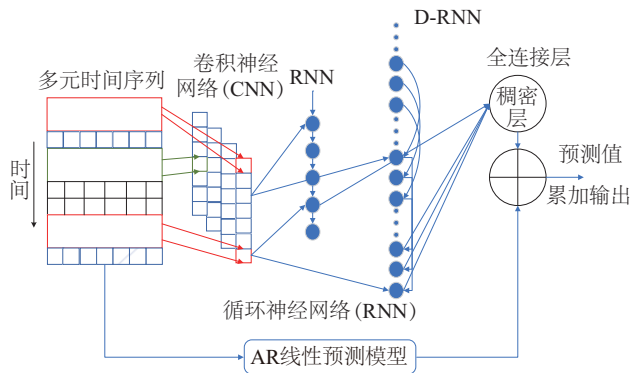 D-RNN
全连接层
卷积神经
网络(CNN)
RNN
多元时间序列
稠密
层
时间
预测值
累加输出
循环神经网络(RNN)
AR线性预测模型